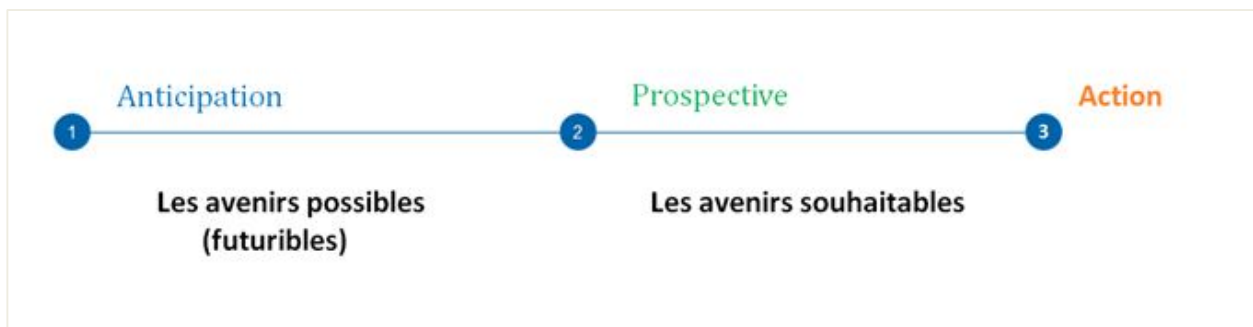 Anticipation
Prospective
Action
1
2
3
Les avenirs possibles
(futuribles)
Les avenirs souhaitables